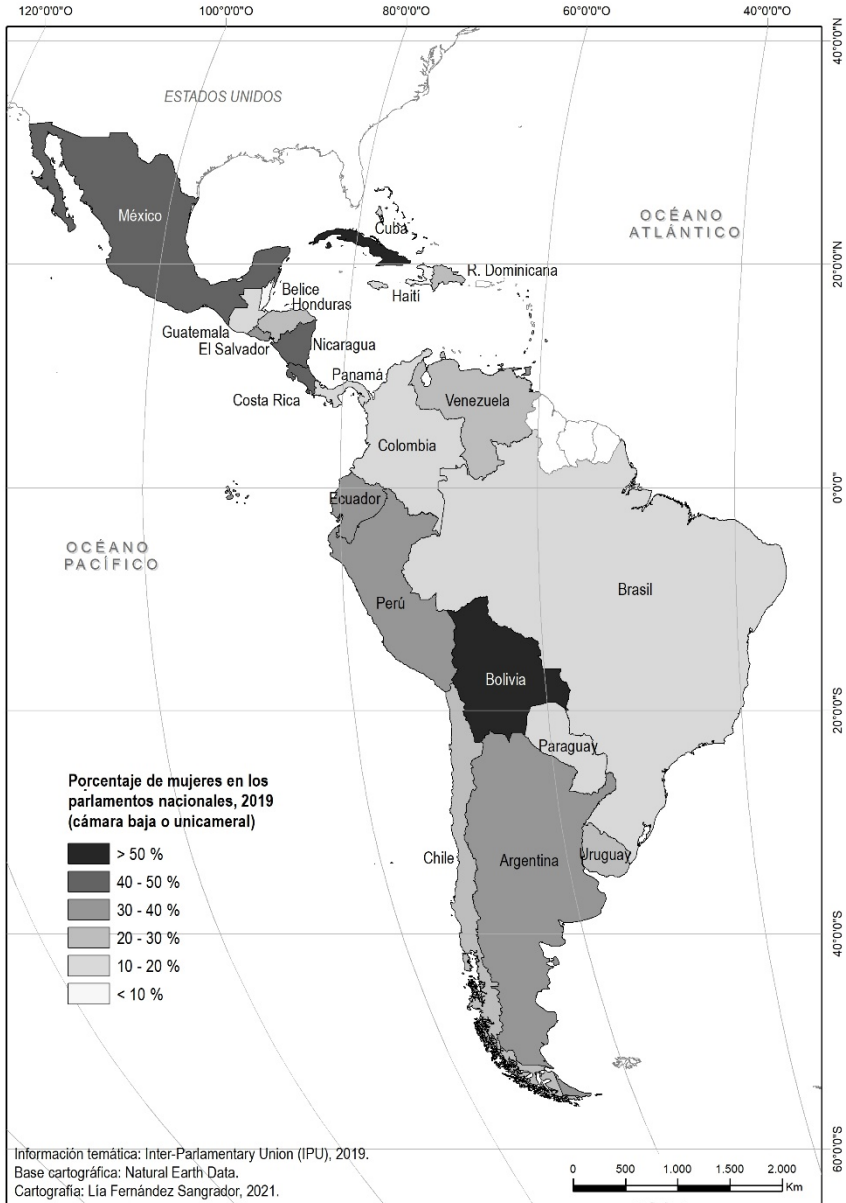 120°0'0"O
100°0'0"O
80°0'0"O
60°0'0"O
40°0'0"O
40°0'0"N
ESTADOS UNIDOS
México
Cuba
OCÉANO
ATLÁNTICO
20°0'0"N
R. Dominicana
Haití
Belice
Honduras
Guatemala
El Salvador
Nicaragua
Panamá
Costa Rica
Venezuela
Colombia
0°0'0"
Ecuador
OCÉANO
PACÍFICO
Perú
Brasil
Bolivia
20°0'0"S
Paraguay
Porcentaje de mujeres en los
parlamentos nacionales, 2019
(cámara baja o unicameral)
> 50 %
40 - 50 %
30 - 40 %
20 - 30 %
10 - 20 %
< 10 %
Chile
Argentina
Uruguay
40°0'0"S
60°0'0"S
Información temática: Inter-Parlamentary Union (IPU), 2019.
Base cartográfica: Natural Earth Data.
Cartografía: Lía Fernández Sangrador, 2021.
0 500 1.000 1.500 2.000
Km